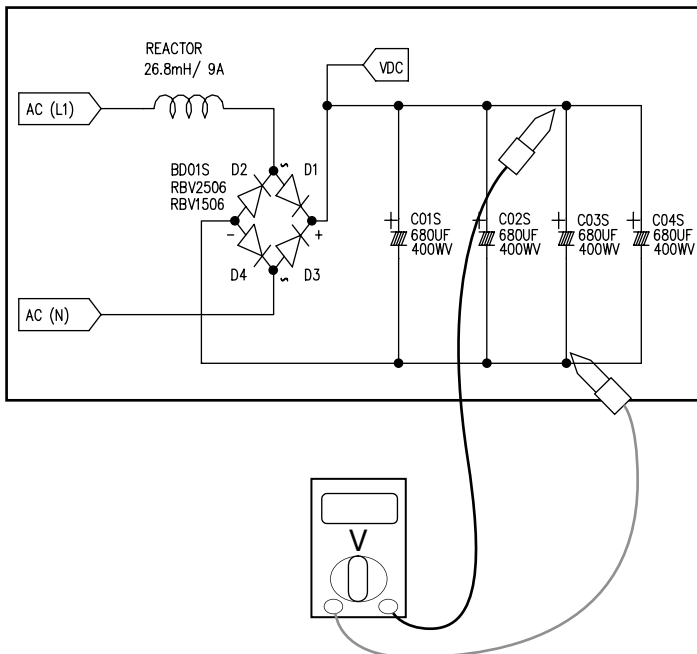 REACTOR
26.8mH/ 9A
VDC
AC (L1)
BD01S
RBV2506
RBV1506
D2
~
D1
-
+
D4
~
D3
+
C01S
680UF
400WV
+
C02S
680UF
400WV
+
C03S
680UF
400WV
+
C04S
680UF
400WV
AC (N)
V